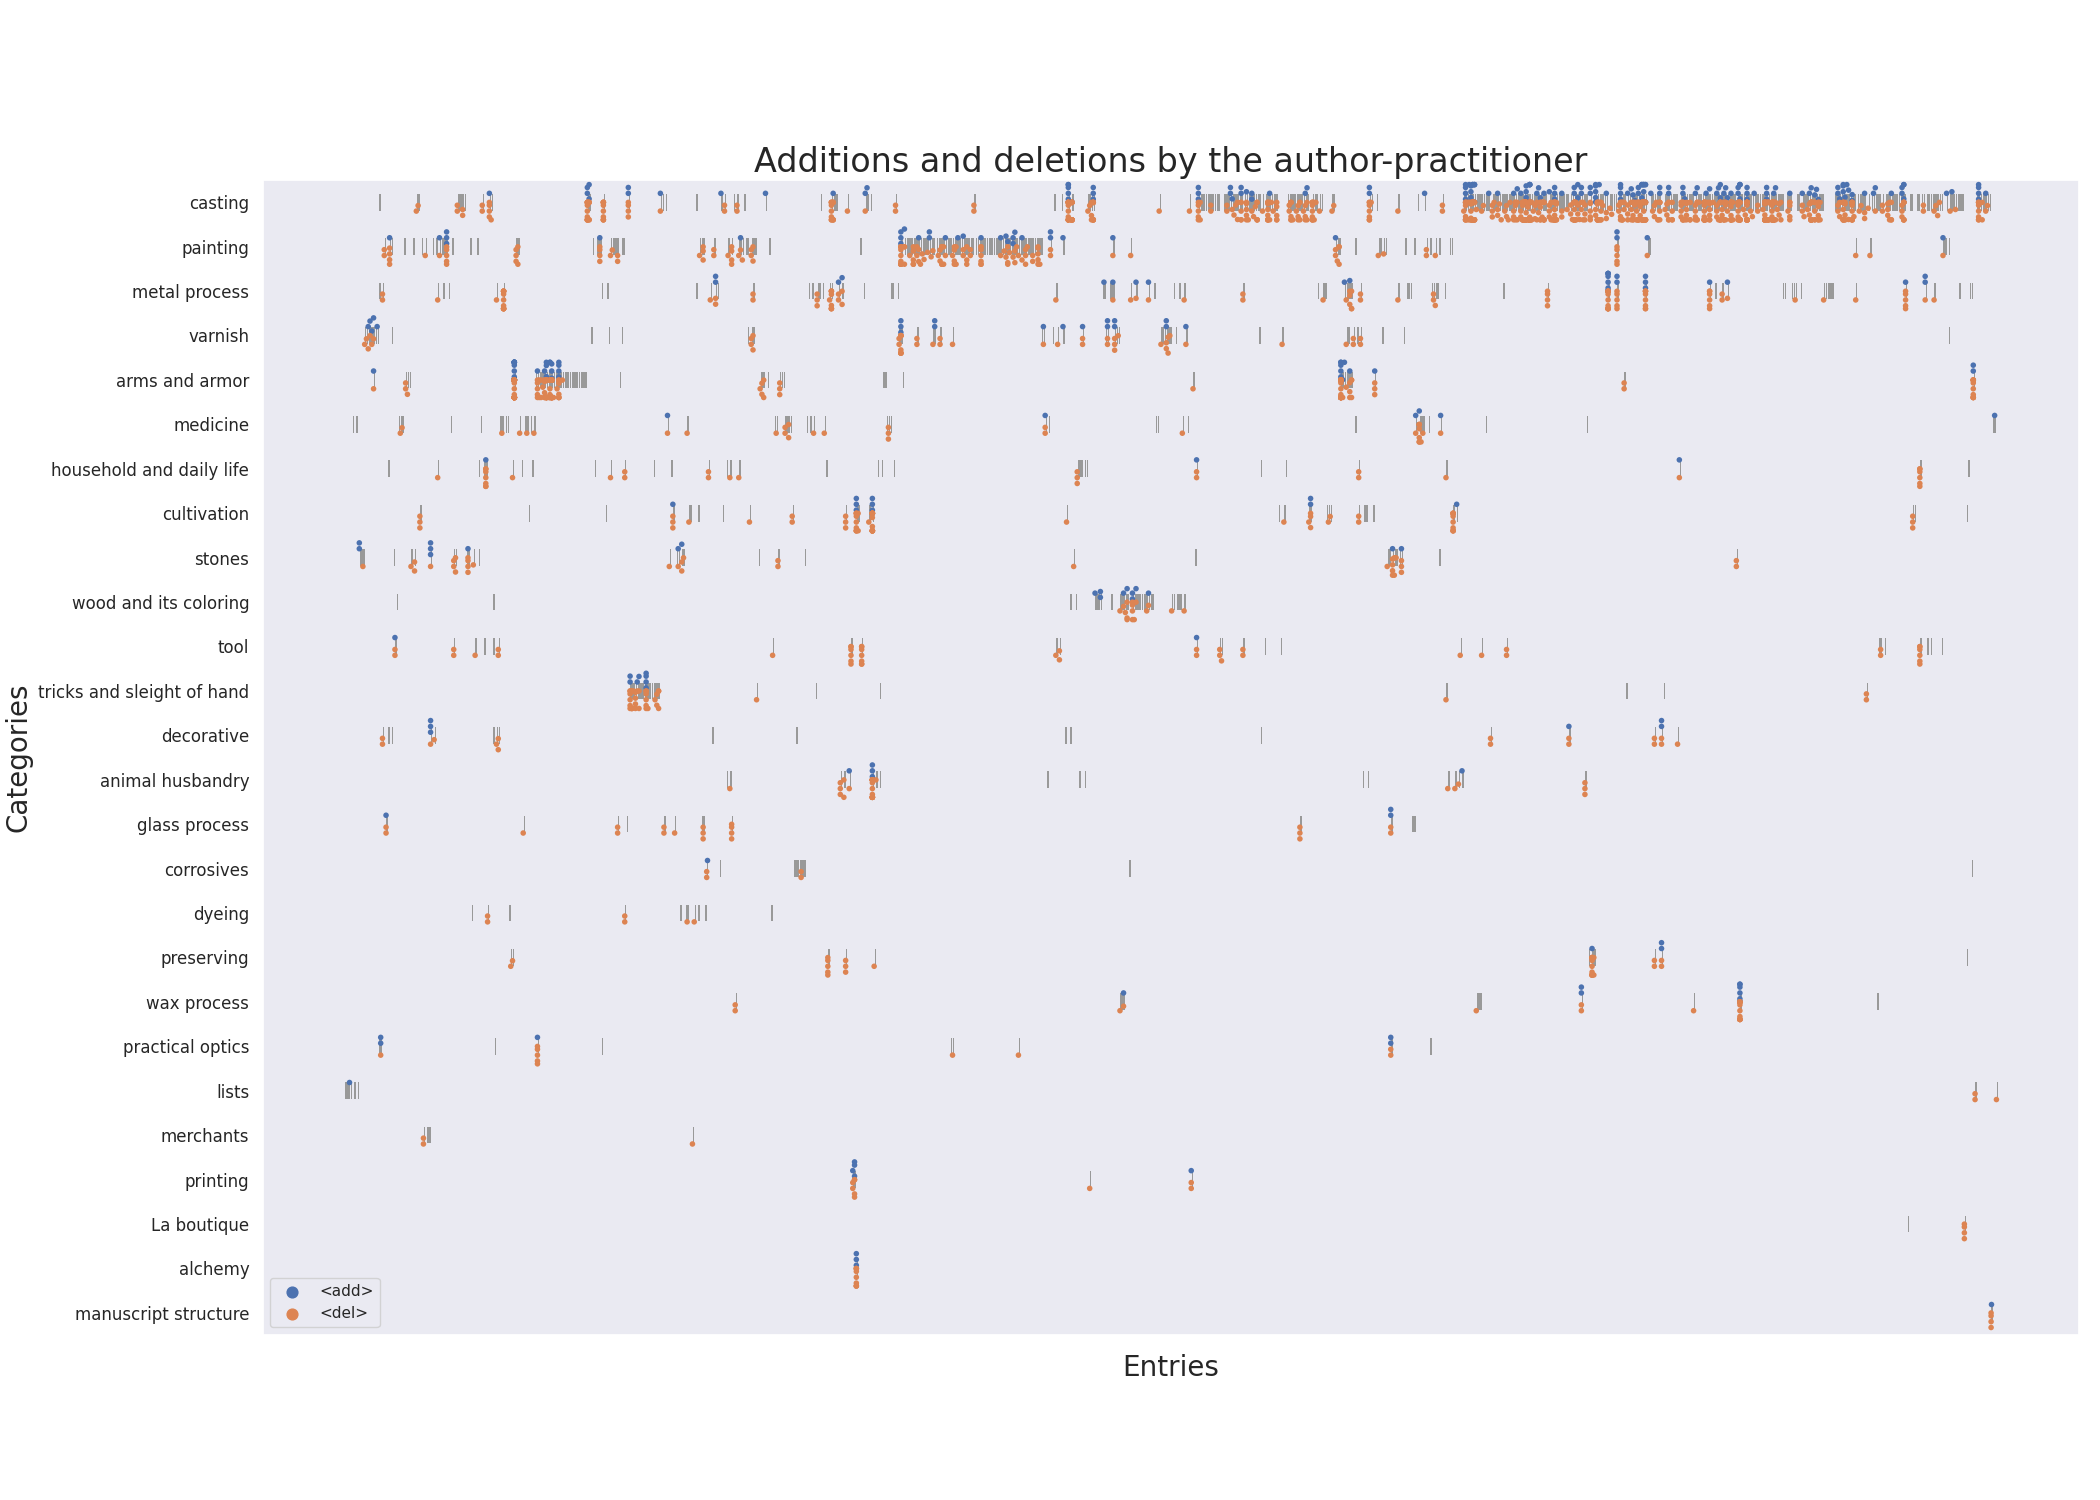 Additions and deletions by the author-practitioner
Categories
casting
painting
metal process
varnish
arms and armor
medicine
household and daily life
cultivation
stones
wood and its coloring
tool
tricks and sleight of hand
decorative
animal husbandry
glass process
corrosives
dyeing
preserving
wax process
practical optics
lists
merchants
printing
La boutique
alchemy
manuscript structure
<add>
<del>
Entries